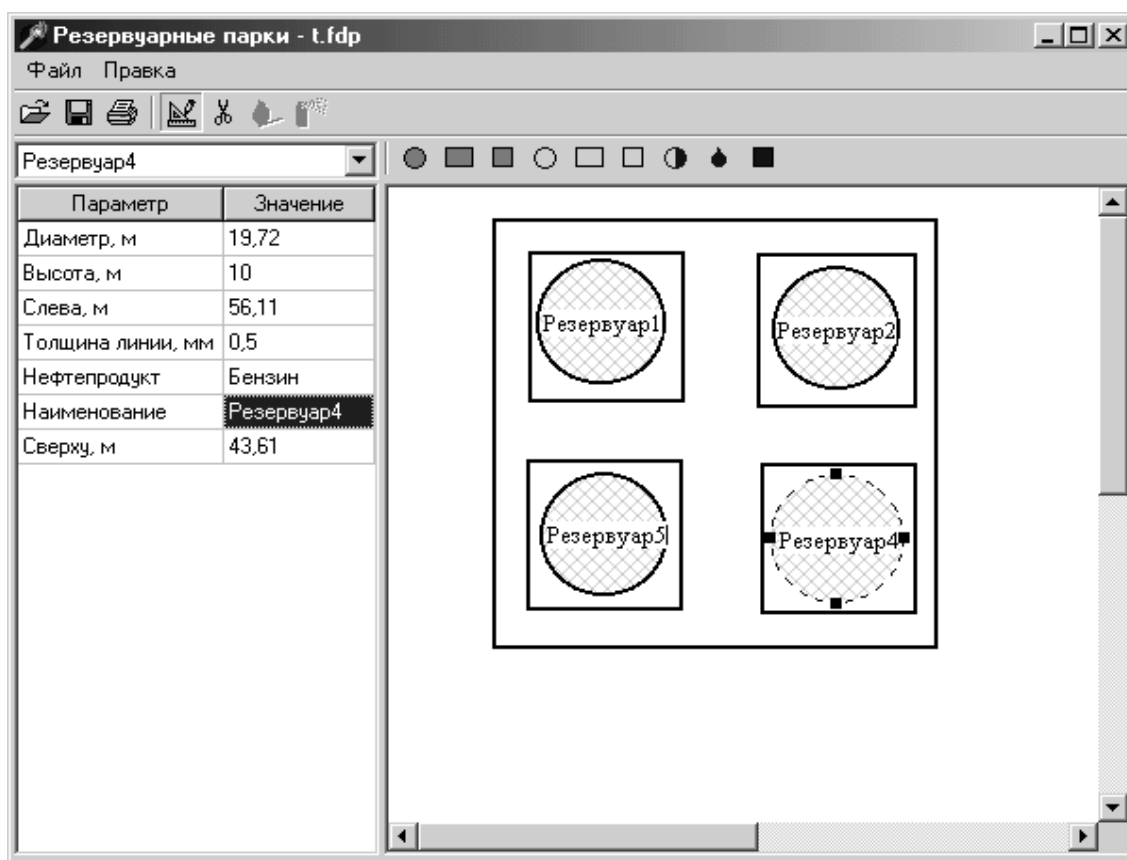 Резервуарные парки - t.fdp
Файл Правка
Резервуар4
Параметр Значение
Диаметр, м 19,72
Высота, м 10
Слева, м 56,11
Толщина линии, мм 0,5
Нефтепродукт Бензин
Наименование Резервуар4
Сверху, м 43,61
Резервуар1
Резервуар2
Резервуар5
Резервуар4